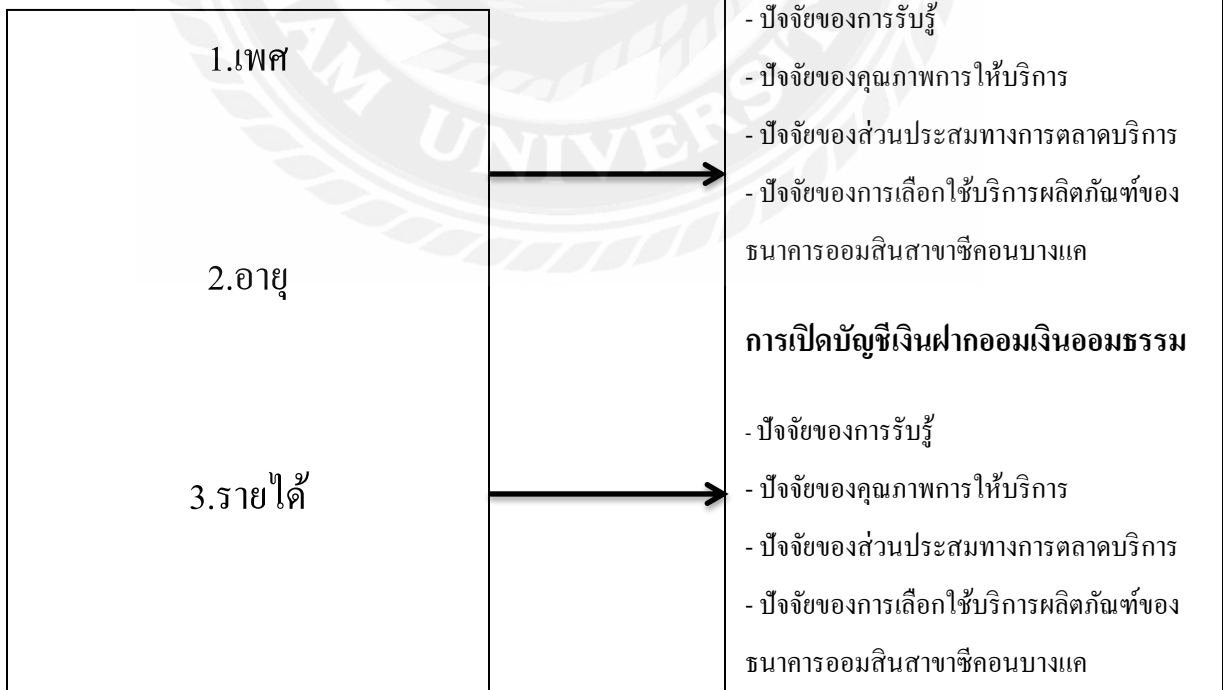 1.เพศ
2.อายุ
3.รายได้
- ปัจจัยของการรับรู้
- ปัจจัยของคุณภาพการให้บริการ
- ปัจจัยของส่วนประสมทางการตลาดบริการ
- ปัจจัยของการเลือกใช้บริการผลิตภัณฑ์ของ
ธนาคารออมสินสาขาซีคอนบางแค
การเปิดบัญชีเงินฝากออมเงินออมธรรม
- ปัจจัยของการรับรู้
- ปัจจัยของคุณภาพการให้บริการ
- ปัจจัยของส่วนประสมทางการตลาดบริการ
- ปัจจัยของการเลือกใช้บริการผลิตภัณฑ์ของ
ธนาคารออมสินสาขาซีคอนบางแค
AM UNIVERS